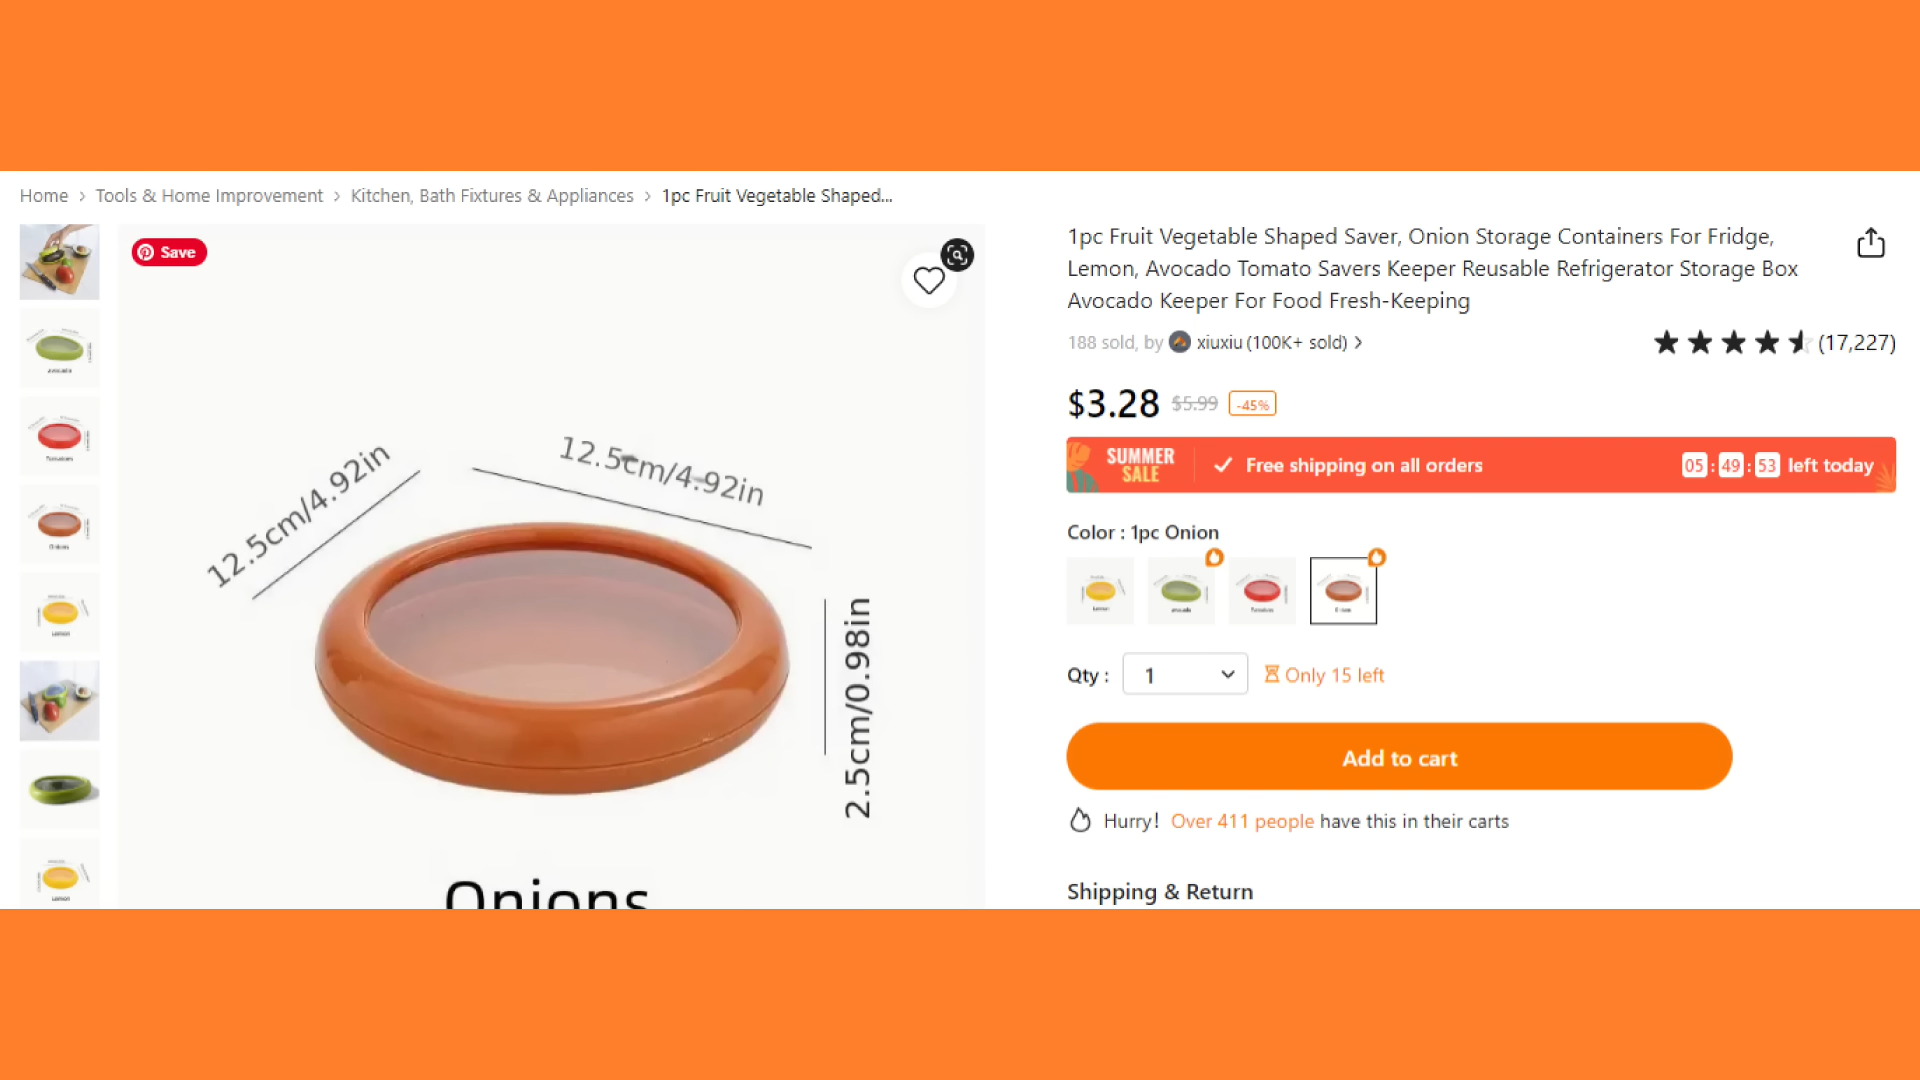 Home > Tools & Home Improvement > Kitchen, Bath Fixtures & Appliances > 1pc Fruit Vegetable Shaped...
Save
12.5cm/4.92in
12.5cm/4.92in
2.5cm/0.98in
Onions
1pc Fruit Vegetable Shaped Saver, Onion Storage Containers For Fridge,
Lemon, Avocado Tomato Savers Keeper Reusable Refrigerator Storage Box
Avocado Keeper For Food Fresh-Keeping
188 sold, by xiuxiu (100K+ sold) >
(17,227)
$3.28 $5.99 -45%
SUMMER
SALE
Free shipping on all orders
05 : 49 : 53 left today
Color : 1pc Onion
Qty : 1 Only 15 left
Add to cart
Hurry! Over 411 people have this in their carts
Shipping & Return